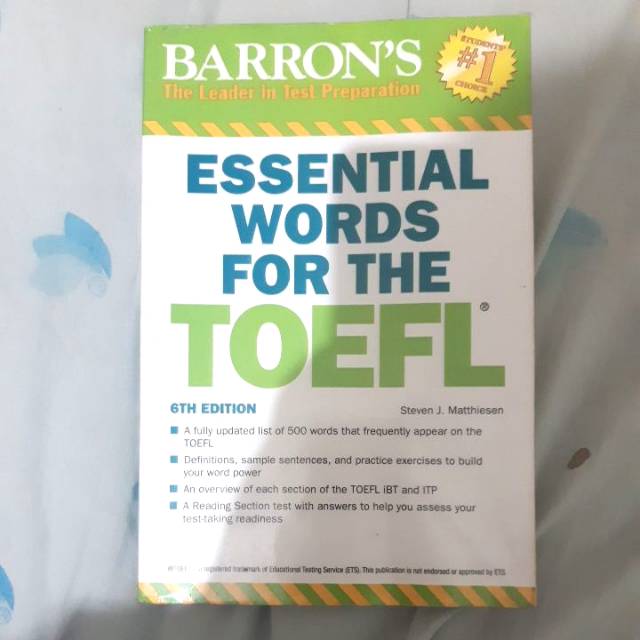 BARRON'S
The Leader in Test Preparation
STUDENTS'
#1
CHOICE
ESSENTIAL
WORDS
FOR THE
TOEFL®
6TH EDITION
Steven J. Matthiesen
A fully updated list of 500 words that frequently appear on the
TOEFL
Definitions, sample sentences, and practice exercises to build
your word power
An overview of each section of the TOEFL iBT and ITP
A Reading Section test with answers to help you assess your
test-taking readiness
registered trademark of Educational Testing Service (ETS). This publication is not endorsed or approved by ETS.